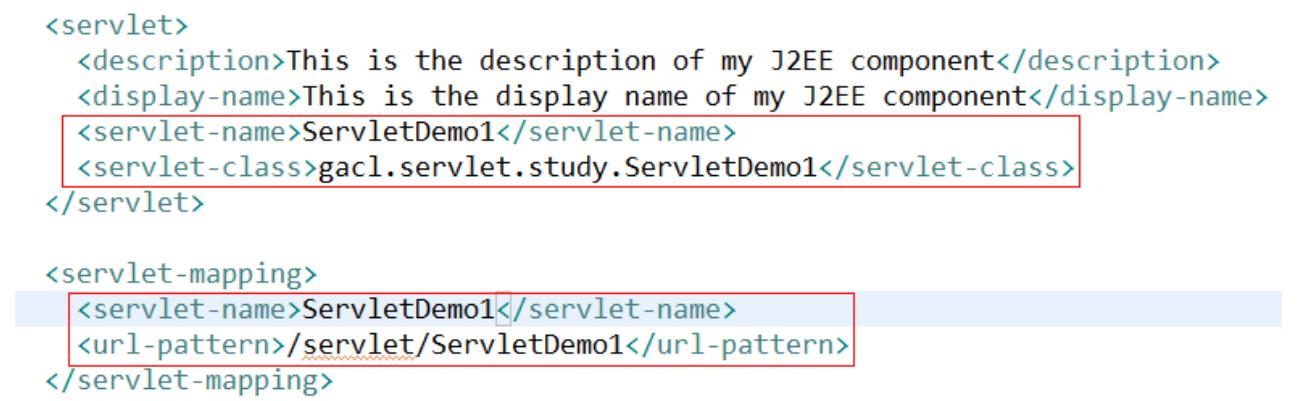 <servlet>
<description>This is the description of my J2EE component</description>
<display-name>This is the display name of my J2EE component</display-name>
<servlet-name>ServletDemo1</servlet-name>
<servlet-class>gacl.servlet.study.ServletDemo1</servlet-class>
</servlet>
<servlet-mapping>
<servlet-name>ServletDemo1</servlet-name>
<url-pattern>/servlet/ServletDemo1</url-pattern>
</servlet-mapping>